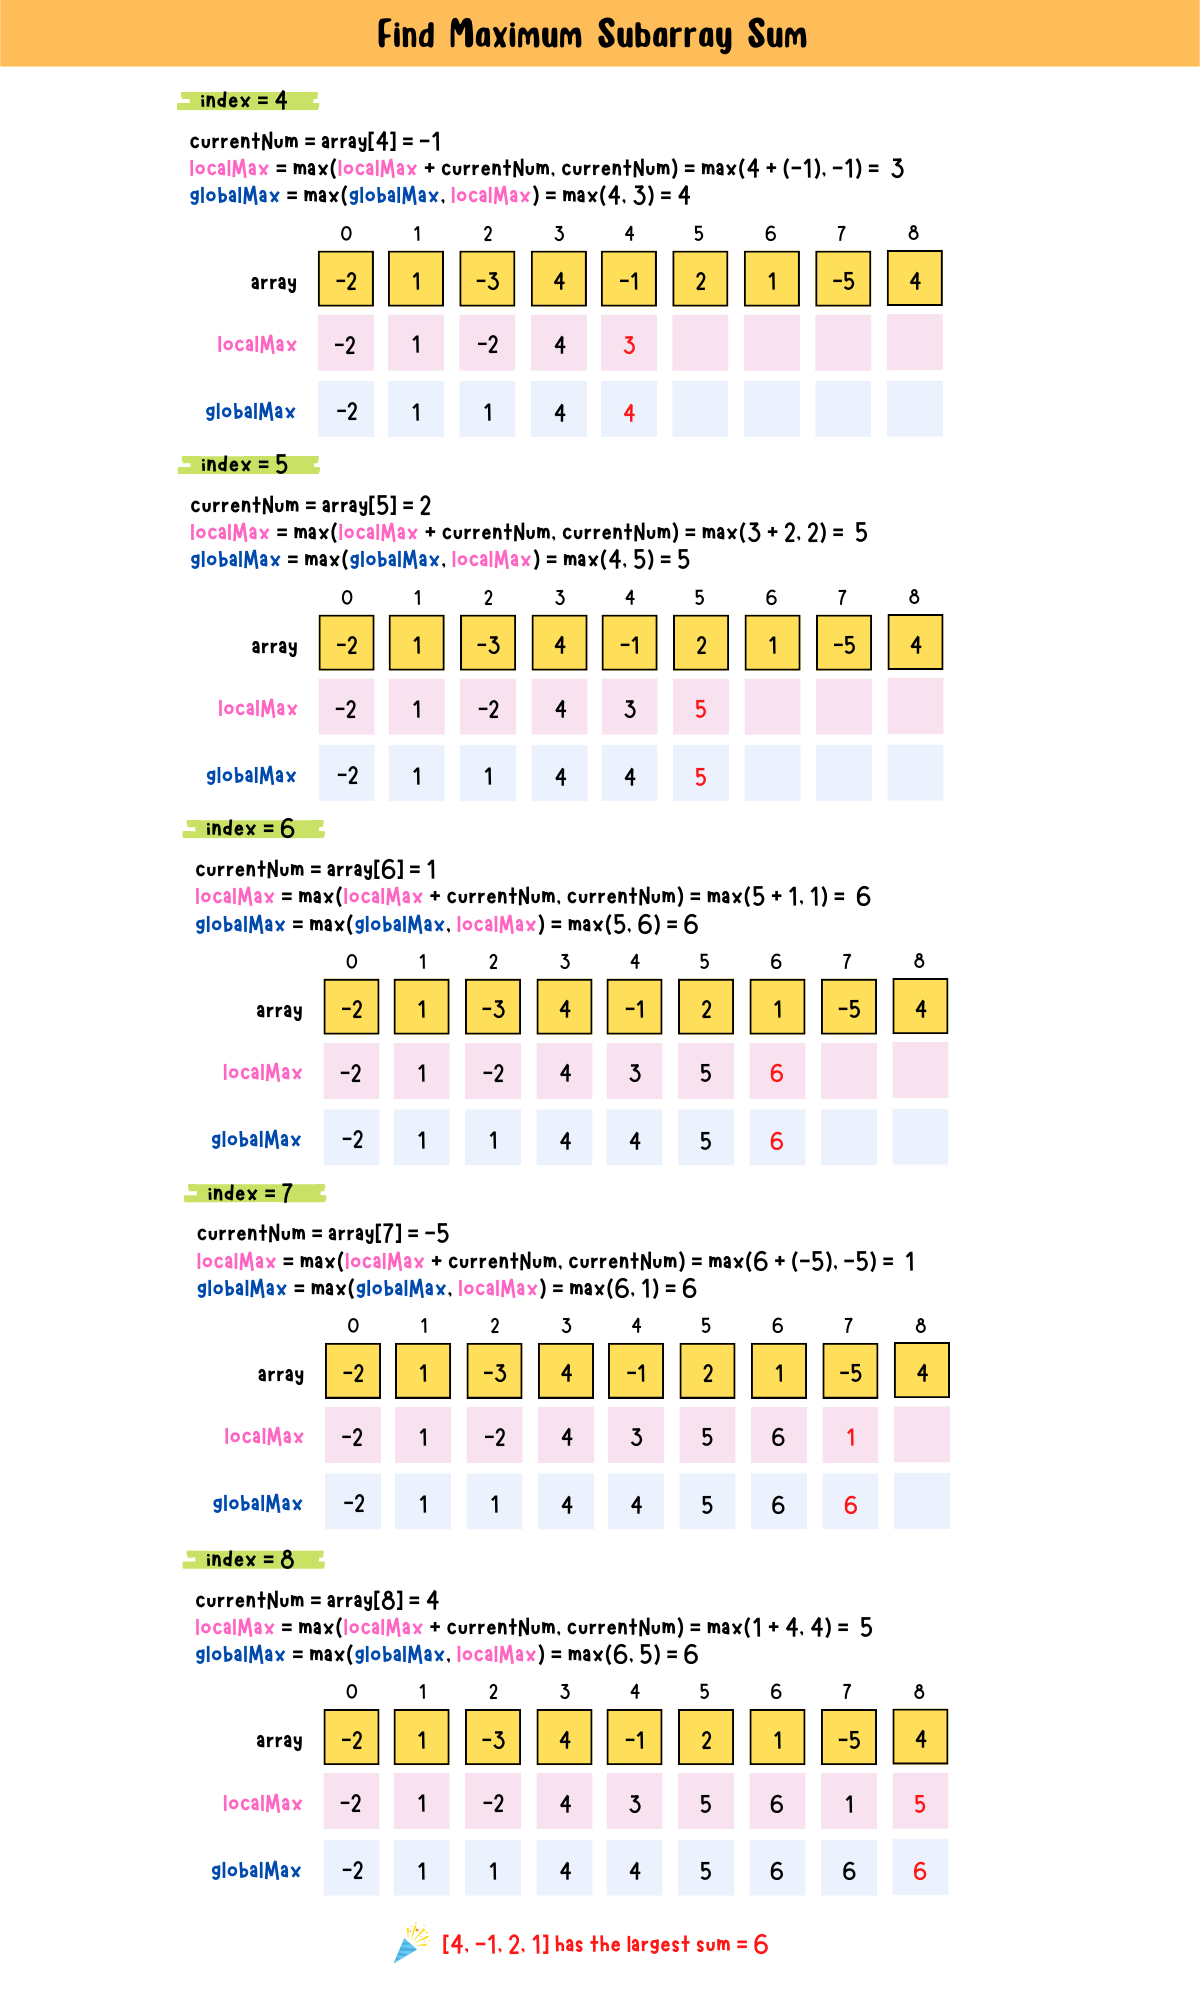 Find Maximum Subarray Sum
index = 4
currentNum = array[4] = -1
localMax = max(localMax + currentNum, currentNum) = max(4 + (-1), -1) = 3
globalMax = max(globalMax, localMax) = max(4, 3) = 4
0 1 2 3 4 5 6 7 8
array -2 1 -3 4 -1 2 1 -5 4
localMax -2 1 -2 4 3
globalMax -2 1 1 4 4
index = 5
currentNum = array[5] = 2
localMax = max(localMax + currentNum, currentNum) = max(3 + 2, 2) = 5
globalMax = max(globalMax, localMax) = max(4, 5) = 5
0 1 2 3 4 5 6 7 8
array -2 1 -3 4 -1 2 1 -5 4
localMax -2 1 -2 4 3 5
globalMax -2 1 1 4 4 5
index = 6
currentNum = array[6] = 1
localMax = max(localMax + currentNum, currentNum) = max(5 + 1, 1) = 6
globalMax = max(globalMax, localMax) = max(5, 6) = 6
0 1 2 3 4 5 6 7 8
array -2 1 -3 4 -1 2 1 -5 4
localMax -2 1 -2 4 3 5 6
globalMax -2 1 1 4 4 5 6
index = 7
currentNum = array[7] = -5
localMax = max(localMax + currentNum, currentNum) = max(6 + (-5), -5) = 1
globalMax = max(globalMax, localMax) = max(6, 1) = 6
0 1 2 3 4 5 6 7 8
array -2 1 -3 4 -1 2 1 -5 4
localMax -2 1 -2 4 3 5 6 1
globalMax -2 1 1 4 4 5 6 6
index = 8
currentNum = array[8] = 4
localMax = max(localMax + currentNum, currentNum) = max(1 + 4, 4) = 5
globalMax = max(globalMax, localMax) = max(6, 5) = 6
0 1 2 3 4 5 6 7 8
array -2 1 -3 4 -1 2 1 -5 4
localMax -2 1 -2 4 3 5 6 1 5
globalMax -2 1 1 4 4 5 6 6 6
[4, -1, 2, 1] has the largest sum = 6